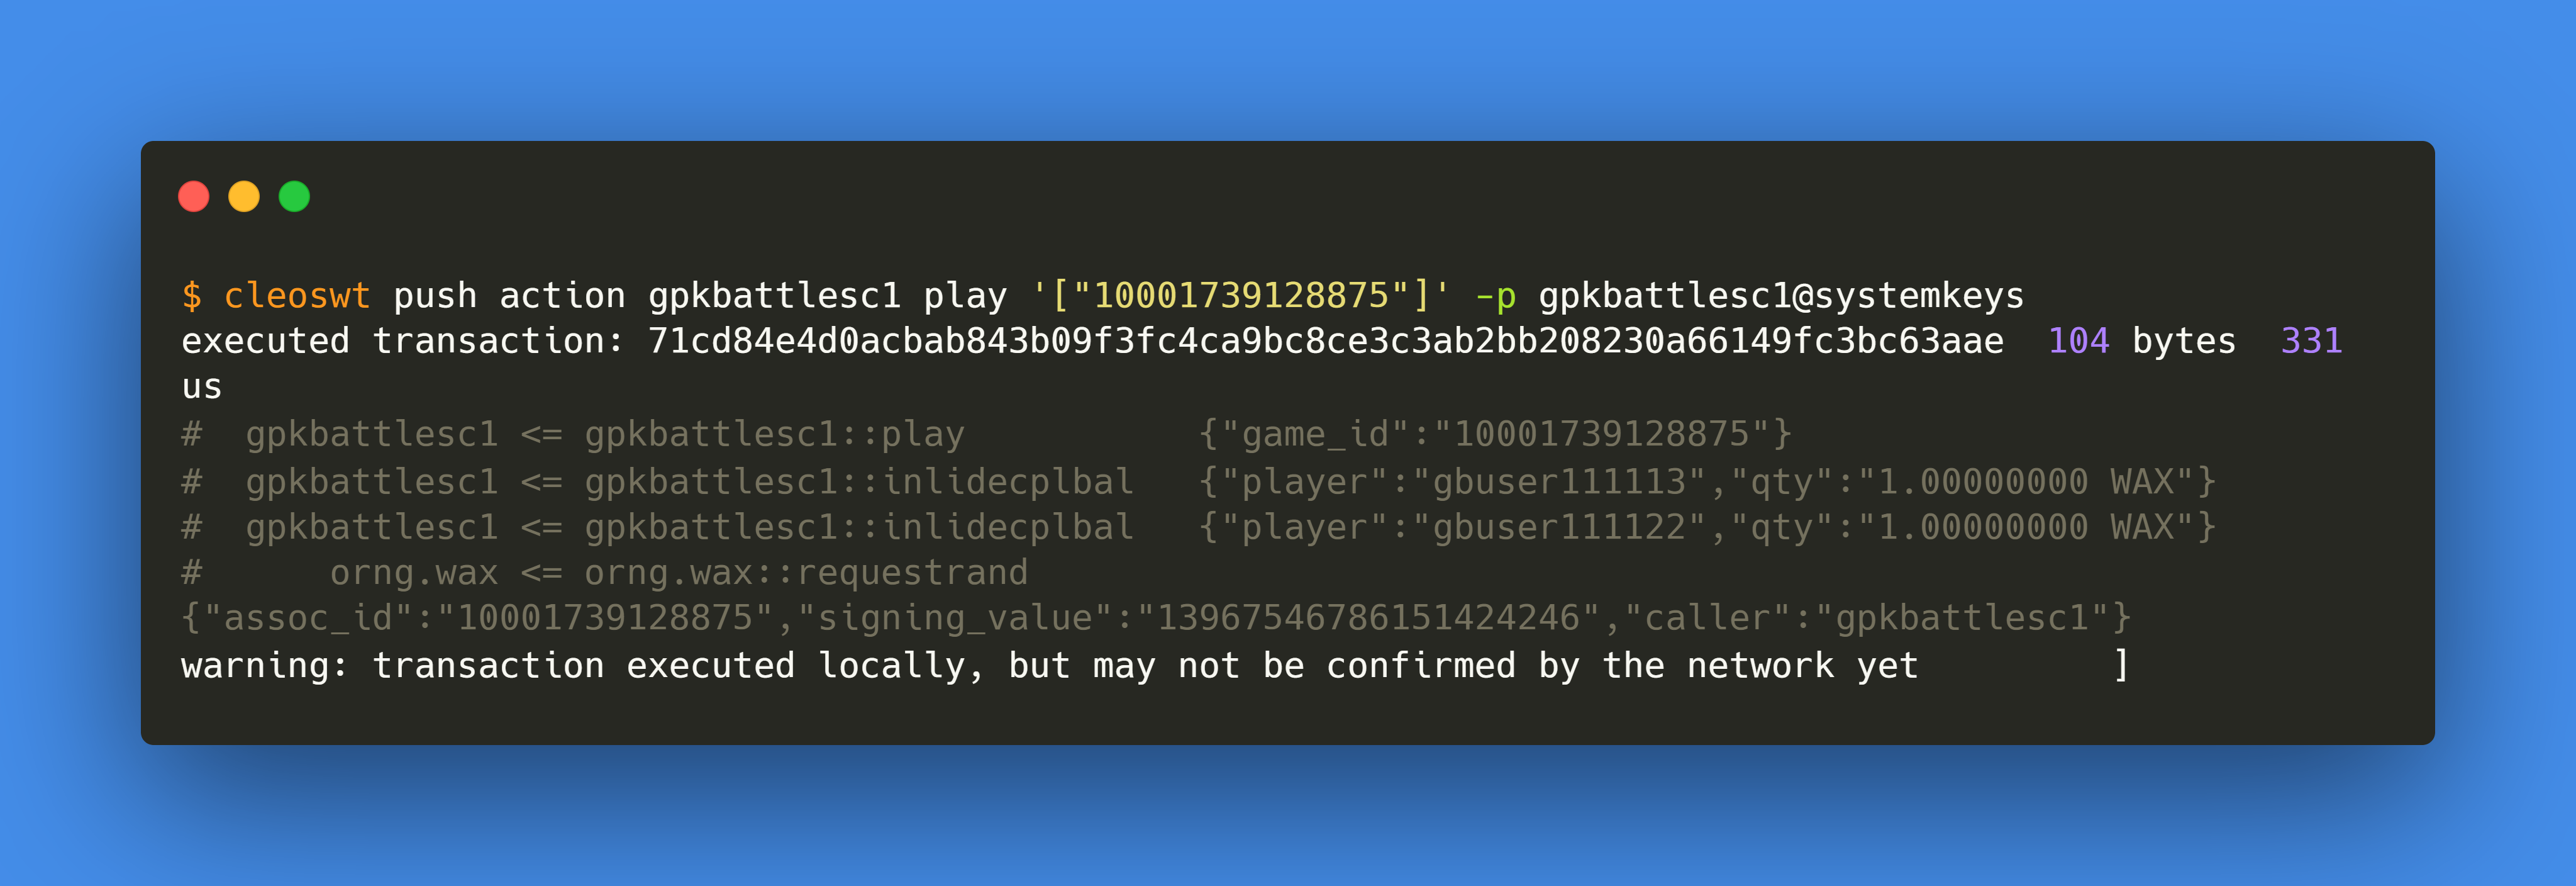 $ cleoswt push action gpkbattlesc1 play '["10001739128875"]' -p gpkbattlesc1@systemkeys
executed transaction: 71cd84e4d0acbab843b09f3fc4ca9bc8ce3c3ab2bb208230a66149fc3bc63aae  104 bytes  331
us
#  gpkbattlesc1 <= gpkbattlesc1::play           {"game_id":"10001739128875"}
#  gpkbattlesc1 <= gpkbattlesc1::inlidecplbal   {"player":"gbuser111113","qty":"1.00000000 WAX"}
#  gpkbattlesc1 <= gpkbattlesc1::inlidecplbal   {"player":"gbuser111122","qty":"1.00000000 WAX"}
#      orng.wax <= orng.wax::requestrand
{"assoc_id":"10001739128875","signing_value":"13967546786151424246","caller":"gpkbattlesc1"}
warning: transaction executed locally, but may not be confirmed by the network yet         ]